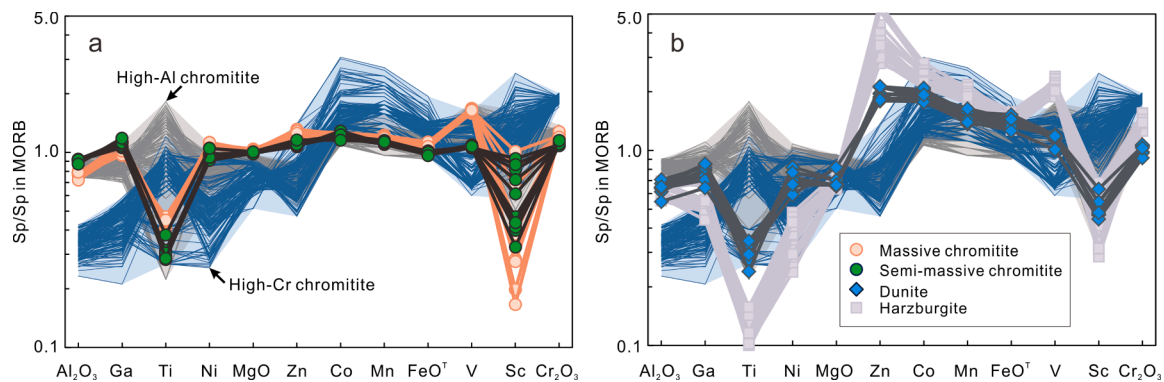 5.0
a
High-Al chromitite
1.0
High-Cr chromitite
0.1
Sp/Sp in MORB
Al₂O₃ Ga Ti Ni MgO Zn Co Mn FeOᵀ V Sc Cr₂O₃
5.0
b
1.0
0.1
Sp/Sp in MORB
Massive chromitite
Semi-massive chromitite
Dunite
Harzburgite
Al₂O₃ Ga Ti Ni MgO Zn Co Mn FeOᵀ V Sc Cr₂O₃